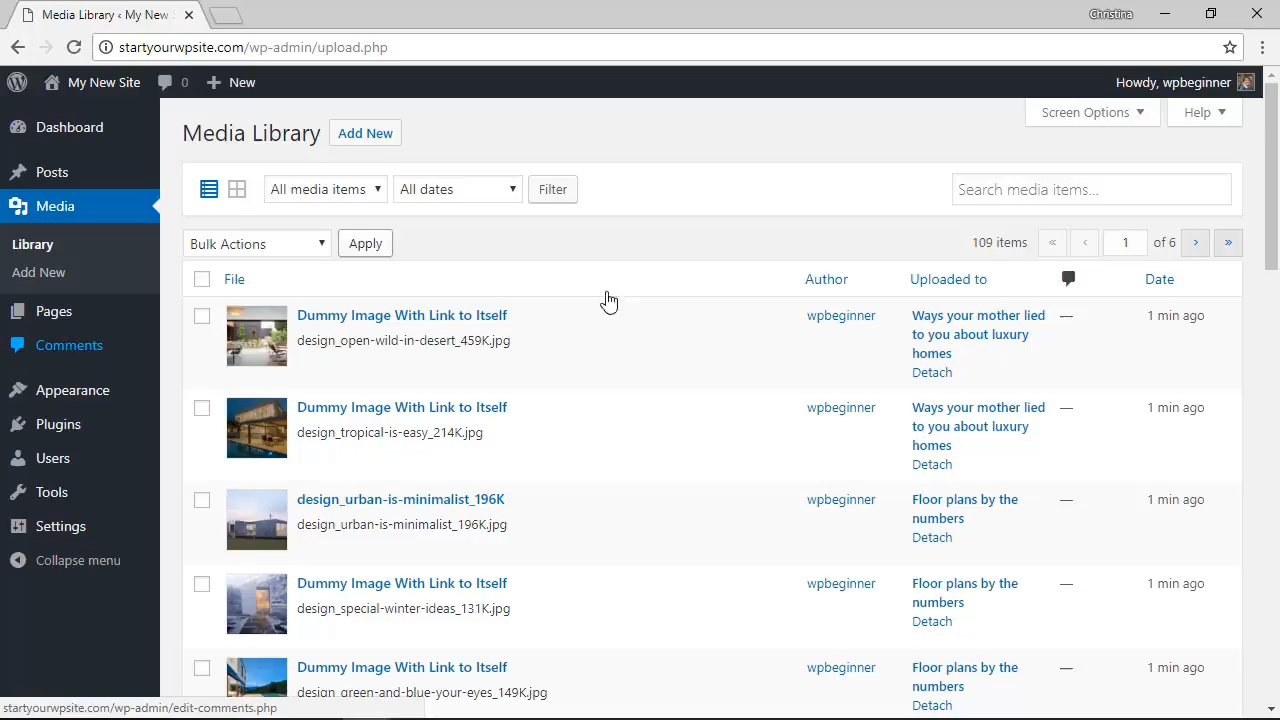 Media Library ‹ My New
Christina
startyourwpsite.com/wp-admin/upload.php
My New Site 0 New Howdy, wpbeginner
Screen Options Help
Dashboard
Posts
Media
Library
Add New
Pages
Comments
Appearance
Plugins
Users
Tools
Settings
Collapse menu
Media Library Add New
All media items All dates Filter Search media items...
Bulk Actions Apply 109 items « ‹ 1 of 6 › »
File Author Uploaded to Date
Dummy Image With Link to Itself wpbeginner Ways your mother lied — 1 min ago
design_open-wild-in-desert_459K.jpg to you about luxury
homes
Detach
Dummy Image With Link to Itself wpbeginner Ways your mother lied — 1 min ago
design_tropical-is-easy_214K.jpg to you about luxury
homes
Detach
design_urban-is-minimalist_196K wpbeginner Floor plans by the — 1 min ago
design_urban-is-minimalist_196K.jpg numbers
Detach
Dummy Image With Link to Itself wpbeginner Floor plans by the — 1 min ago
design_special-winter-ideas_131K.jpg numbers
Detach
Dummy Image With Link to Itself wpbeginner Floor plans by the — 1 min ago
design_green-and-blue-your-eyes_149K.jpg numbers
Detach
startyourwpsite.com/wp-admin/edit-comments.php